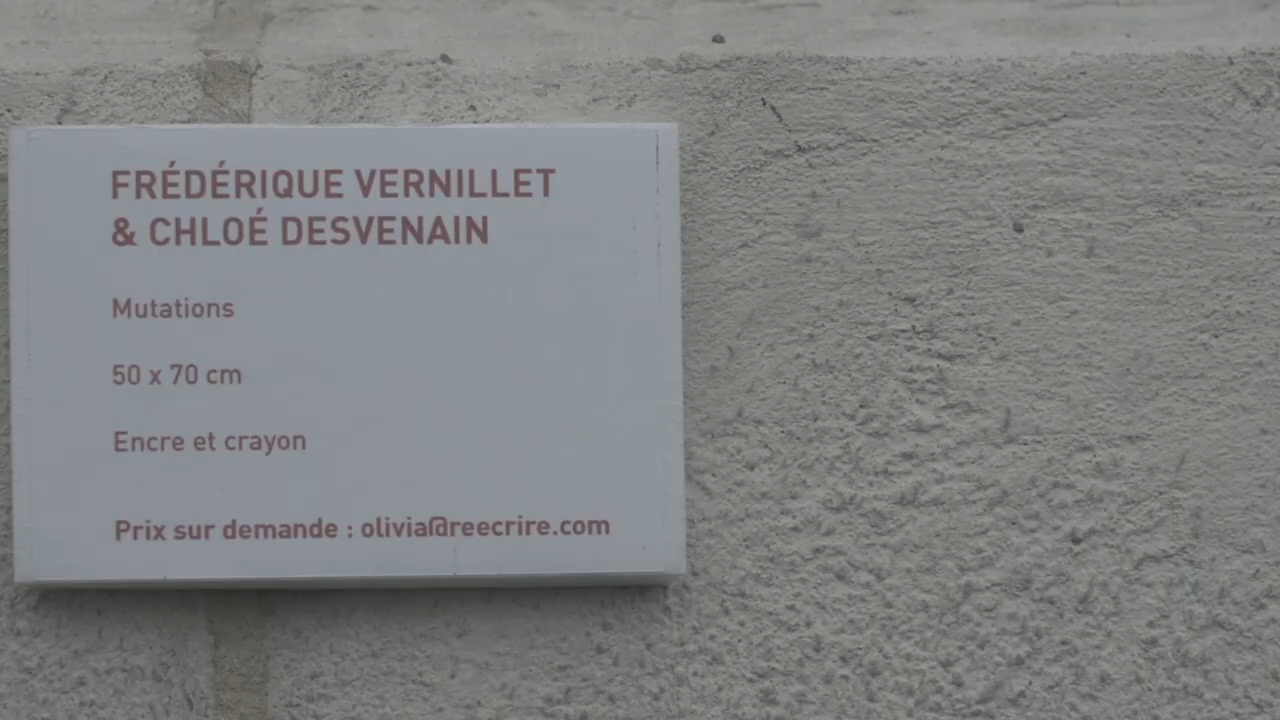 FRÉDÉRIQUE VERNILLET
& CHLOÉ DESVENAIN
Mutations
50 x 70 cm
Encre et crayon
Prix sur demande : olivia@reecrire.com